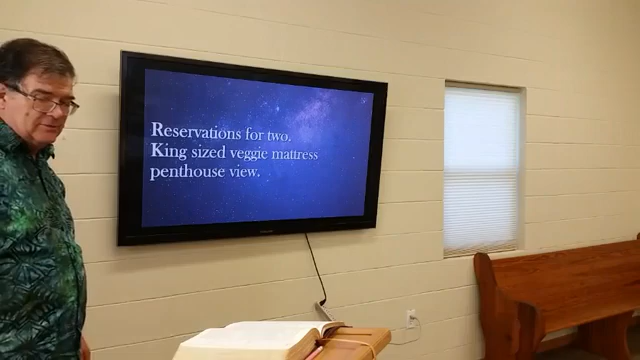 Reservations for two.
King sized veggie mattress
penthouse view.